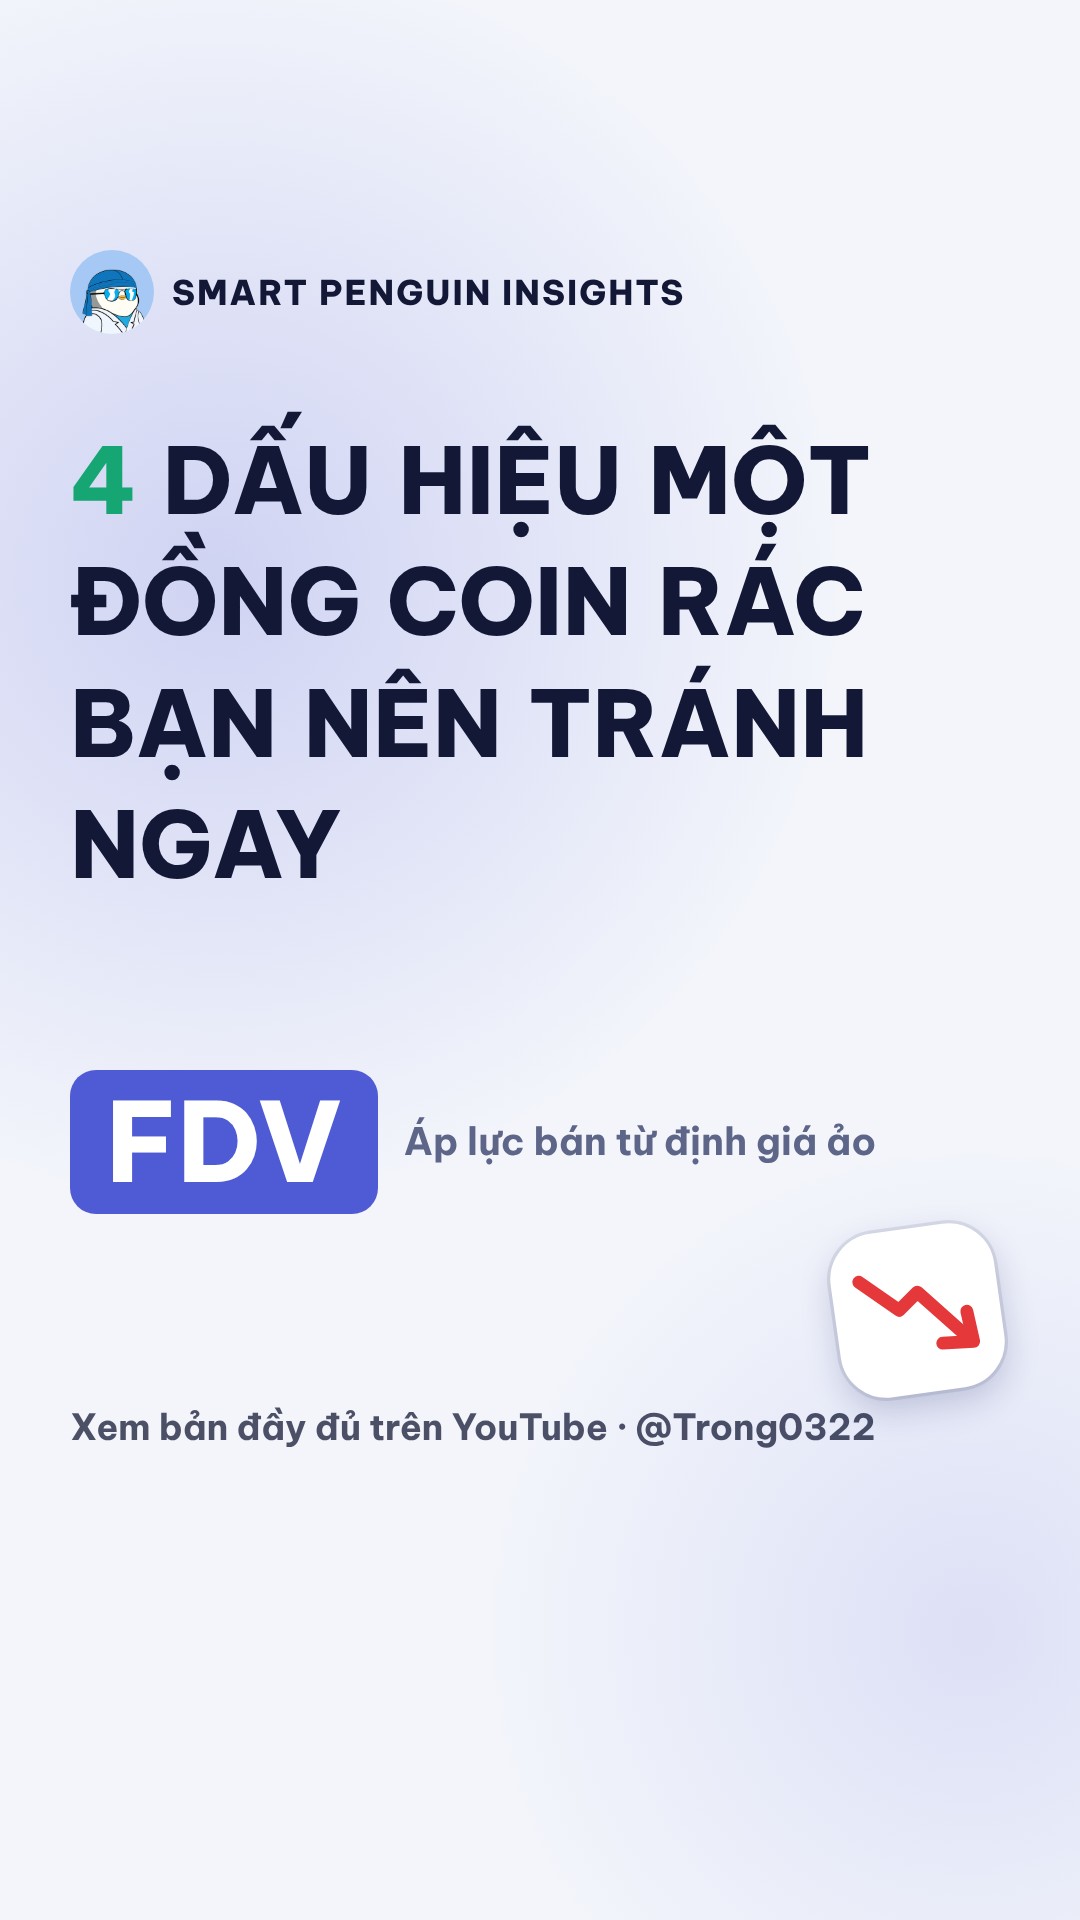 SMART PENGUIN INSIGHTS
4 DẤU HIỆU MỘT
ĐỒNG COIN RÁC
BẠN NÊN TRÁNH
NGAY
FDV
Áp lực bán từ định giá ảo
Xem bản đầy đủ trên YouTube · @Trong0322